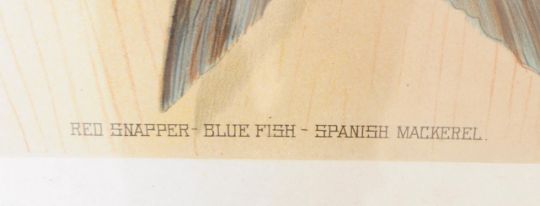 RED SNAPPER - BLUE FISH - SPANISH MACKEREL.